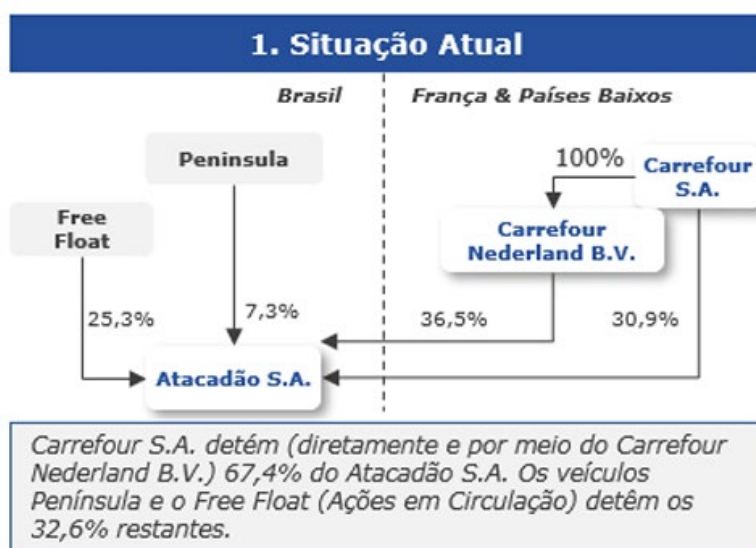 1. Situação Atual
Brasil
França & Países Baixos
Peninsula
100%
Carrefour
S.A.
Free
Float
Carrefour
Nederland B.V.
25,3%
7,3%
36,5%
30,9%
Atacadão S.A.
Carrefour S.A. detém (diretamente e por meio do Carrefour
Nederland B.V.) 67,4% do Atacadão S.A. Os veículos
Península e o Free Float (Ações em Circulação) detêm os
32,6% restantes.